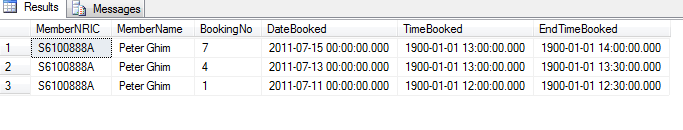 Results Messages
MemberNRIC MemberName BookingNo DateBooked TimeBooked EndTimeBooked
1 S6100888A Peter Ghim 7 2011-07-15 00:00:00.000 1900-01-01 13:00:00.000 1900-01-01 14:00:00.000
2 S6100888A Peter Ghim 4 2011-07-13 00:00:00.000 1900-01-01 13:00:00.000 1900-01-01 13:30:00.000
3 S6100888A Peter Ghim 1 2011-07-11 00:00:00.000 1900-01-01 12:00:00.000 1900-01-01 12:30:00.000